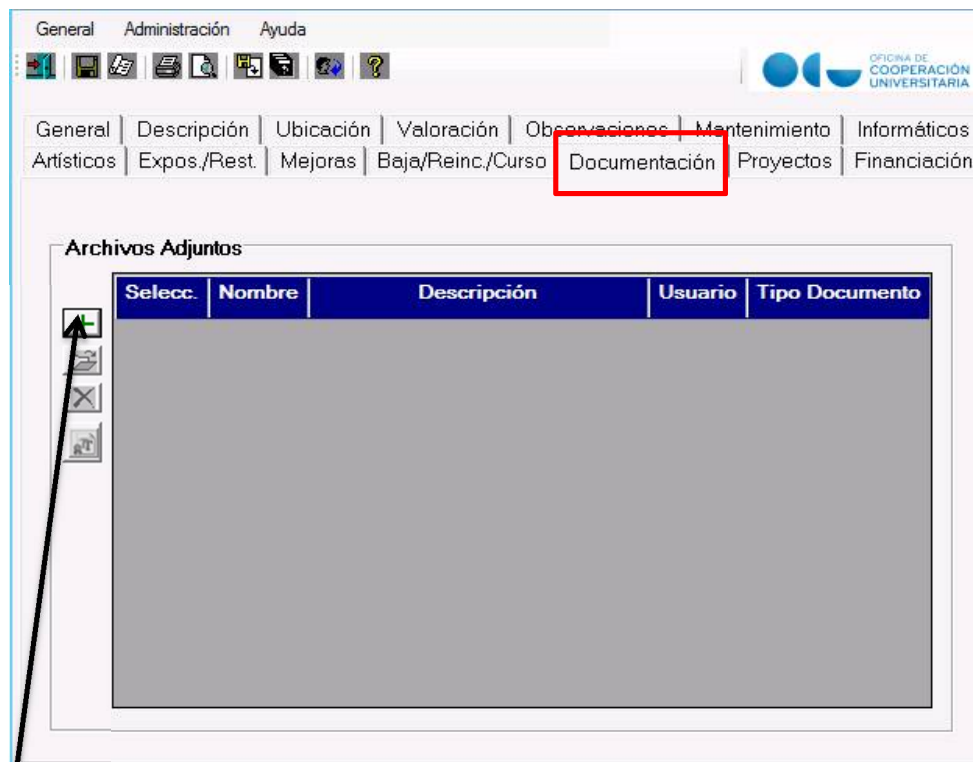 General Administración Ayuda
OFICINA DE
COOPERACIÓN
UNIVERSITARIA
General Descripción Ubicación Valoración Observaciones Mantenimiento Informáticos
Artísticos Expos./Rest. Mejoras Baja/Reinc./Curso Documentación Proyectos Financiación
Archivos Adjuntos
Selecc. Nombre Descripción Usuario Tipo Documento